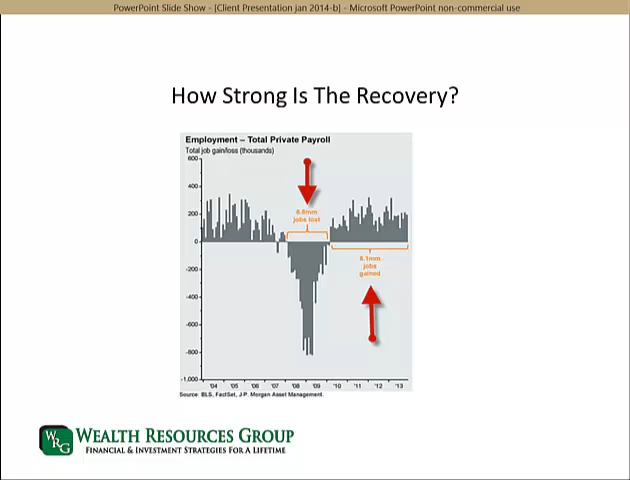 PowerPoint Slide Show - [Client Presentation jan 2014-b] - Microsoft PowerPoint non-commercial use
How Strong Is The Recovery?
Employment – Total Private Payroll
Total job gain/loss (thousands)
600
400
200
0
-200
-400
-600
-800
-1,000
8.8mm
jobs lost
8.1mm
jobs
gained
'04 '05 '06 '07 '08 '09 '10 '11 '12 '13
Source: BLS, FactSet, J.P. Morgan Asset Management.
WRG
WEALTH RESOURCES GROUP
FINANCIAL & INVESTMENT STRATEGIES FOR A LIFETIME